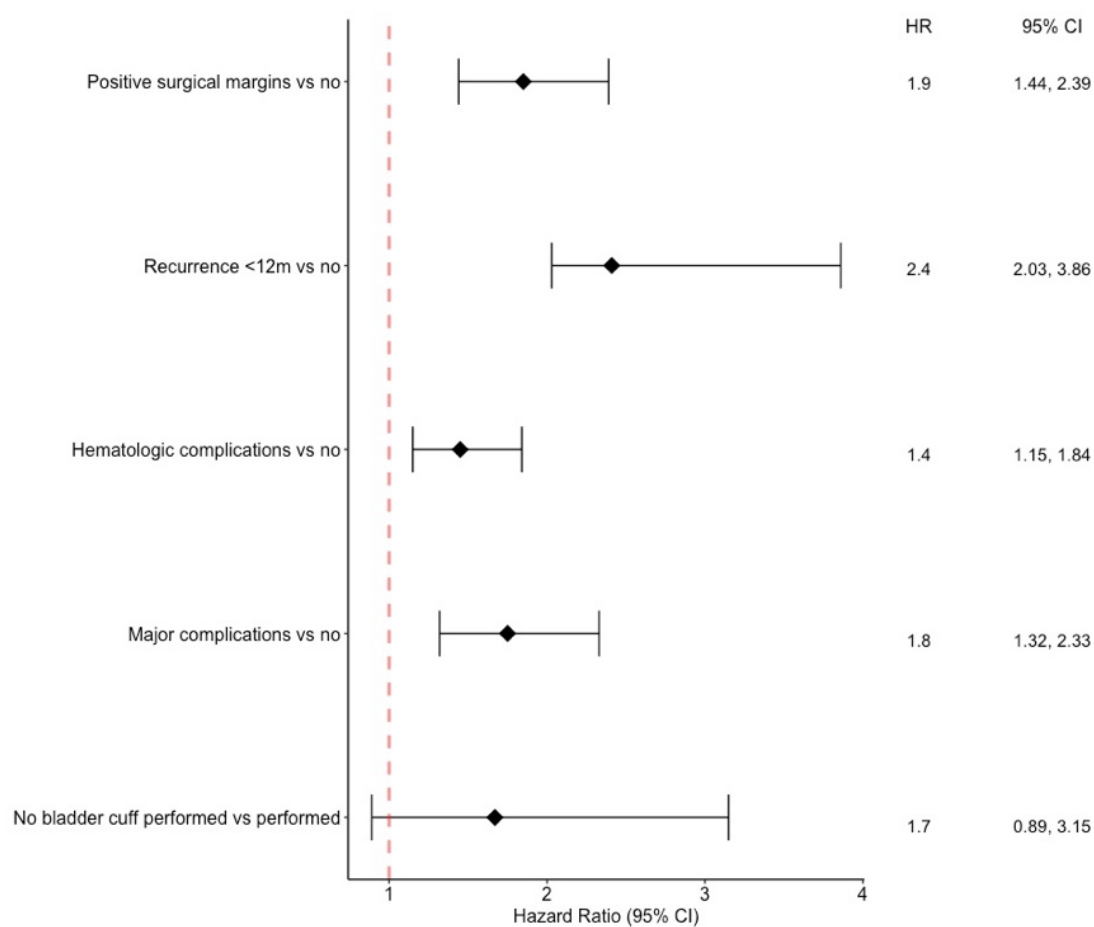 HR 95% CI
Positive surgical margins vs no 1.9 1.44, 2.39
Recurrence <12m vs no 2.4 2.03, 3.86
Hematologic complications vs no 1.4 1.15, 1.84
Major complications vs no 1.8 1.32, 2.33
No bladder cuff performed vs performed 1.7 0.89, 3.15
1 2 3 4
Hazard Ratio (95% CI)